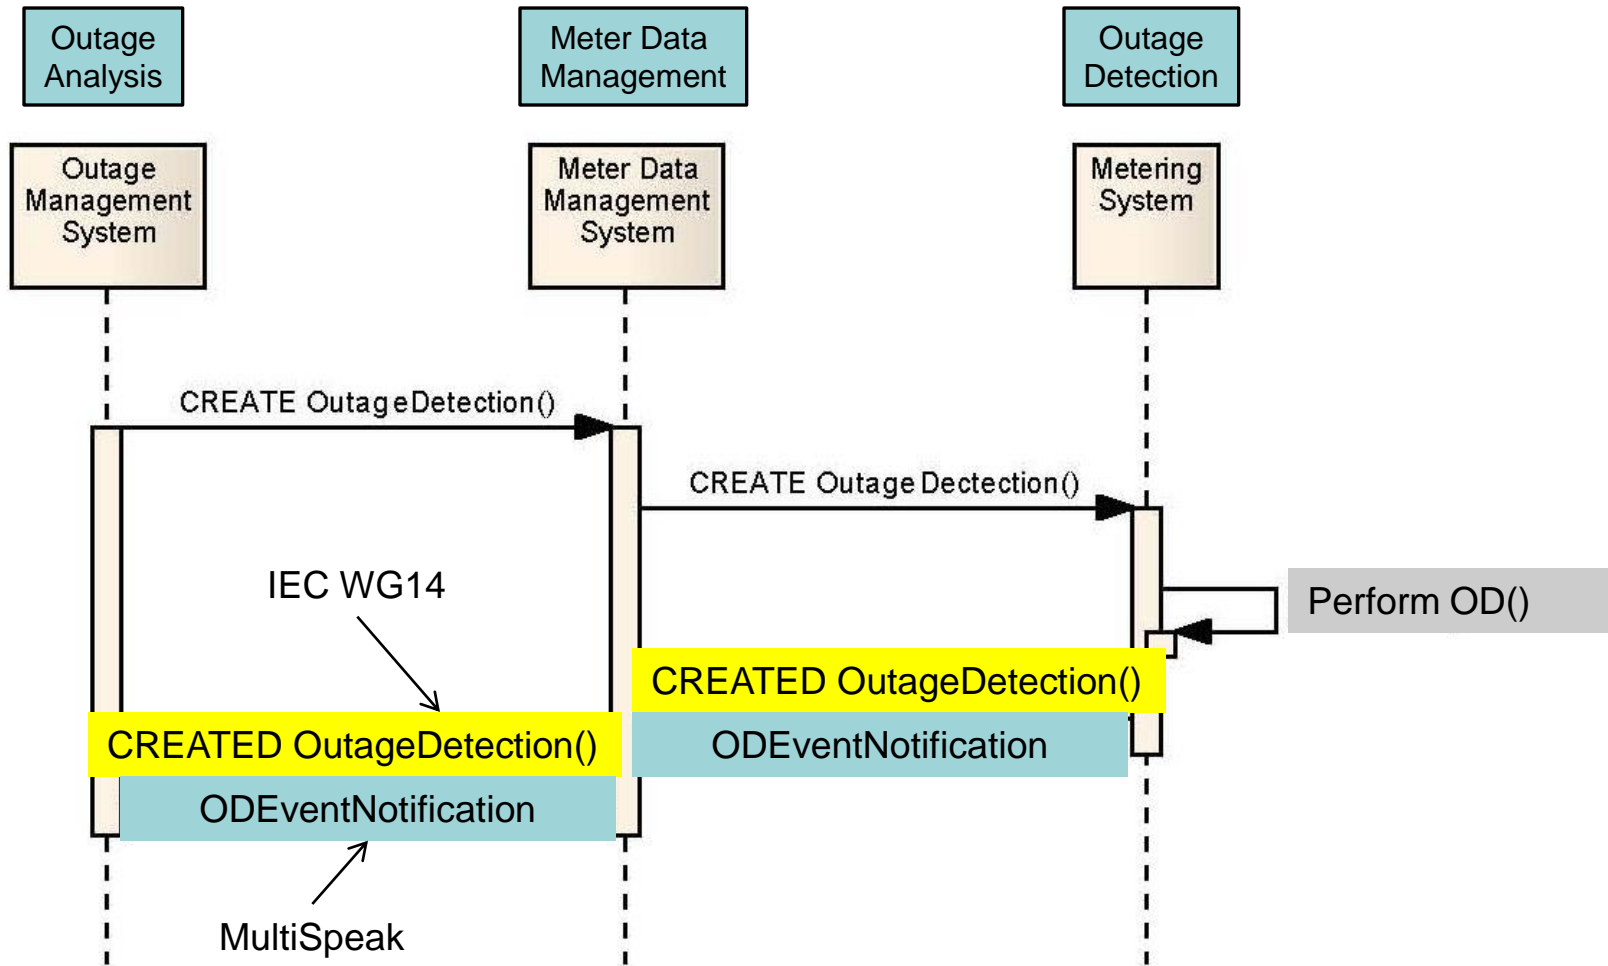 Outage
Analysis
Meter Data
Management
Outage
Detection
Outage
Management
System
Meter Data
Management
System
Metering
System
CREATE OutageDetection()
CREATE OutageDectection()
IEC WG14
Perform OD()
CREATED OutageDetection()
CREATED OutageDetection()
ODEventNotification
ODEventNotification
MultiSpeak